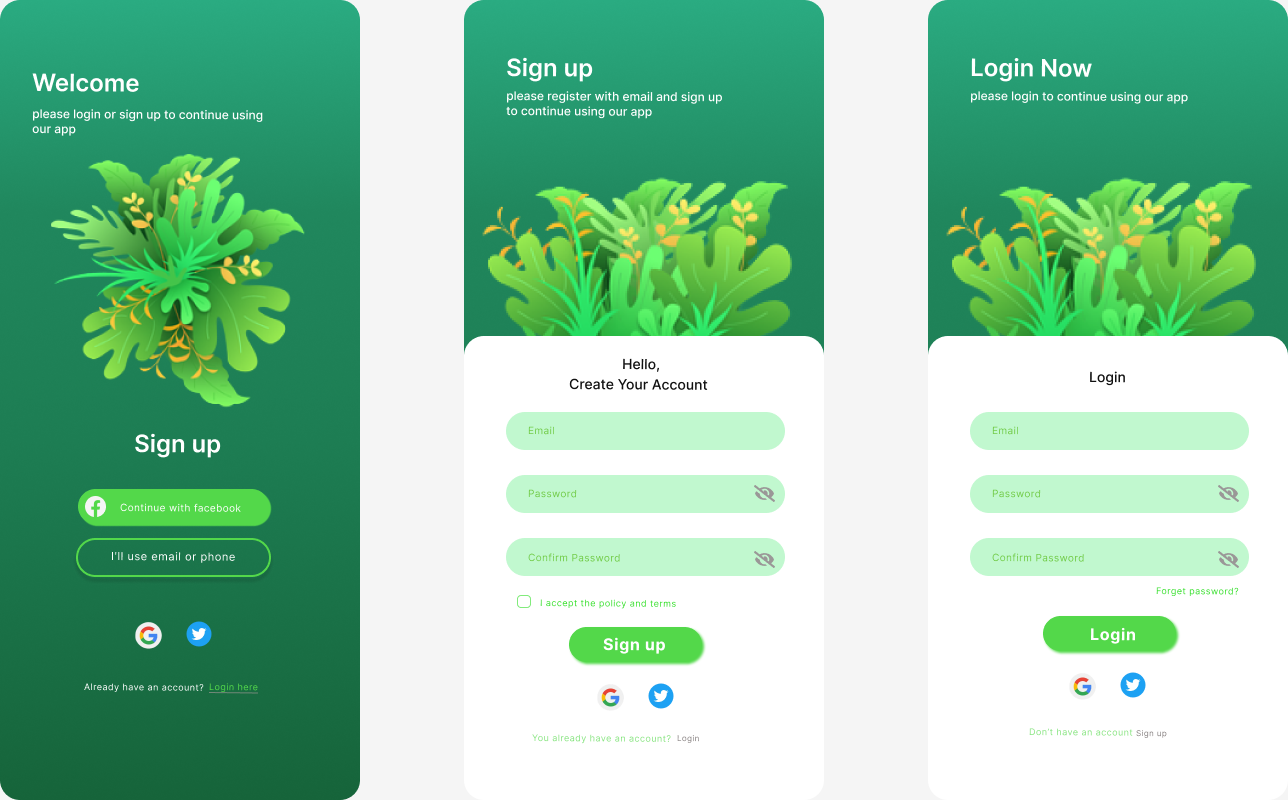 Welcome
please login or sign up to continue using
our app
Sign up
Continue with facebook
I'll use email or phone
Already have an account? Login here
Sign up
please register with email and sign up
to continue using our app
Hello,
Create Your Account
Email
Password
Confirm Password
I accept the policy and terms
Sign up
You already have an account? Login
Login Now
please login to continue using our app
Login
Email
Password
Confirm Password
Forget password?
Login
Don't have an account Sign up